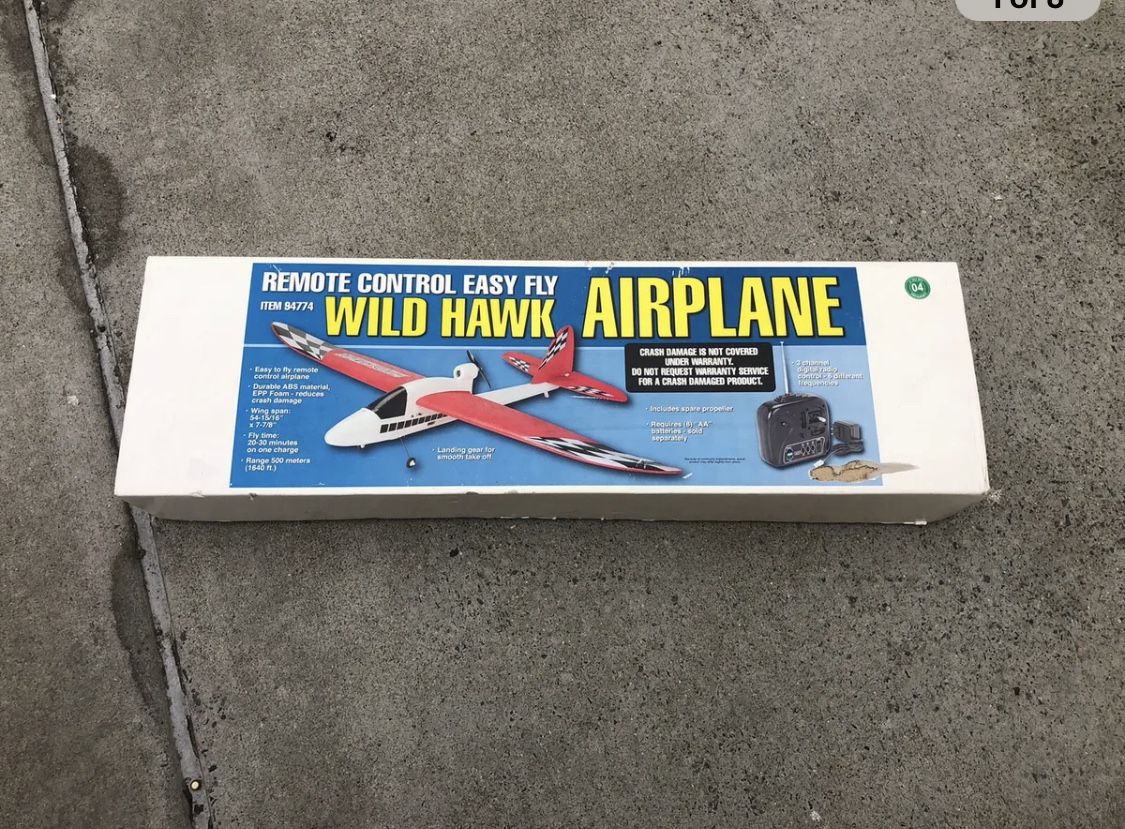 1 of 8
REMOTE CONTROL EASY FLY
ITEM 94774
WILD HAWK AIRPLANE
04
· Easy to fly remote
control airplane
· Durable ABS material,
EPP Foam - reduces
crash damage
· Wing span:
54-15/16"
x 7-7/8"
· Fly time:
20-30 minutes
on one charge
· Range 500 meters
(1640 ft.)
· Landing gear for
smooth take off
CRASH DAMAGE IS NOT COVERED
UNDER WARRANTY.
DO NOT REQUEST WARRANTY SERVICE
FOR A CRASH DAMAGED PRODUCT.
· Includes spare propeller
· Requires (8) "AA"
batteries - sold
separately
channel
digital radio
control - 6 different
frequencies